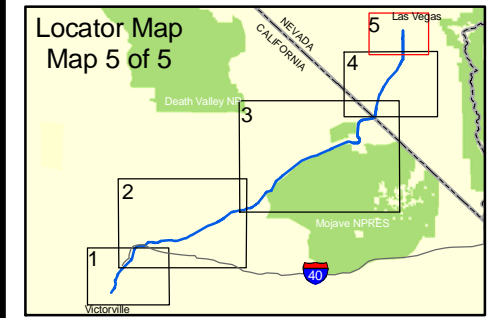 Locator Map
Map 5 of 5
5
Las Vegas
NEVADA
CALIFORNIA
4
Death Valley NP
3
2
Mojave NPRES
1
40
Victorville